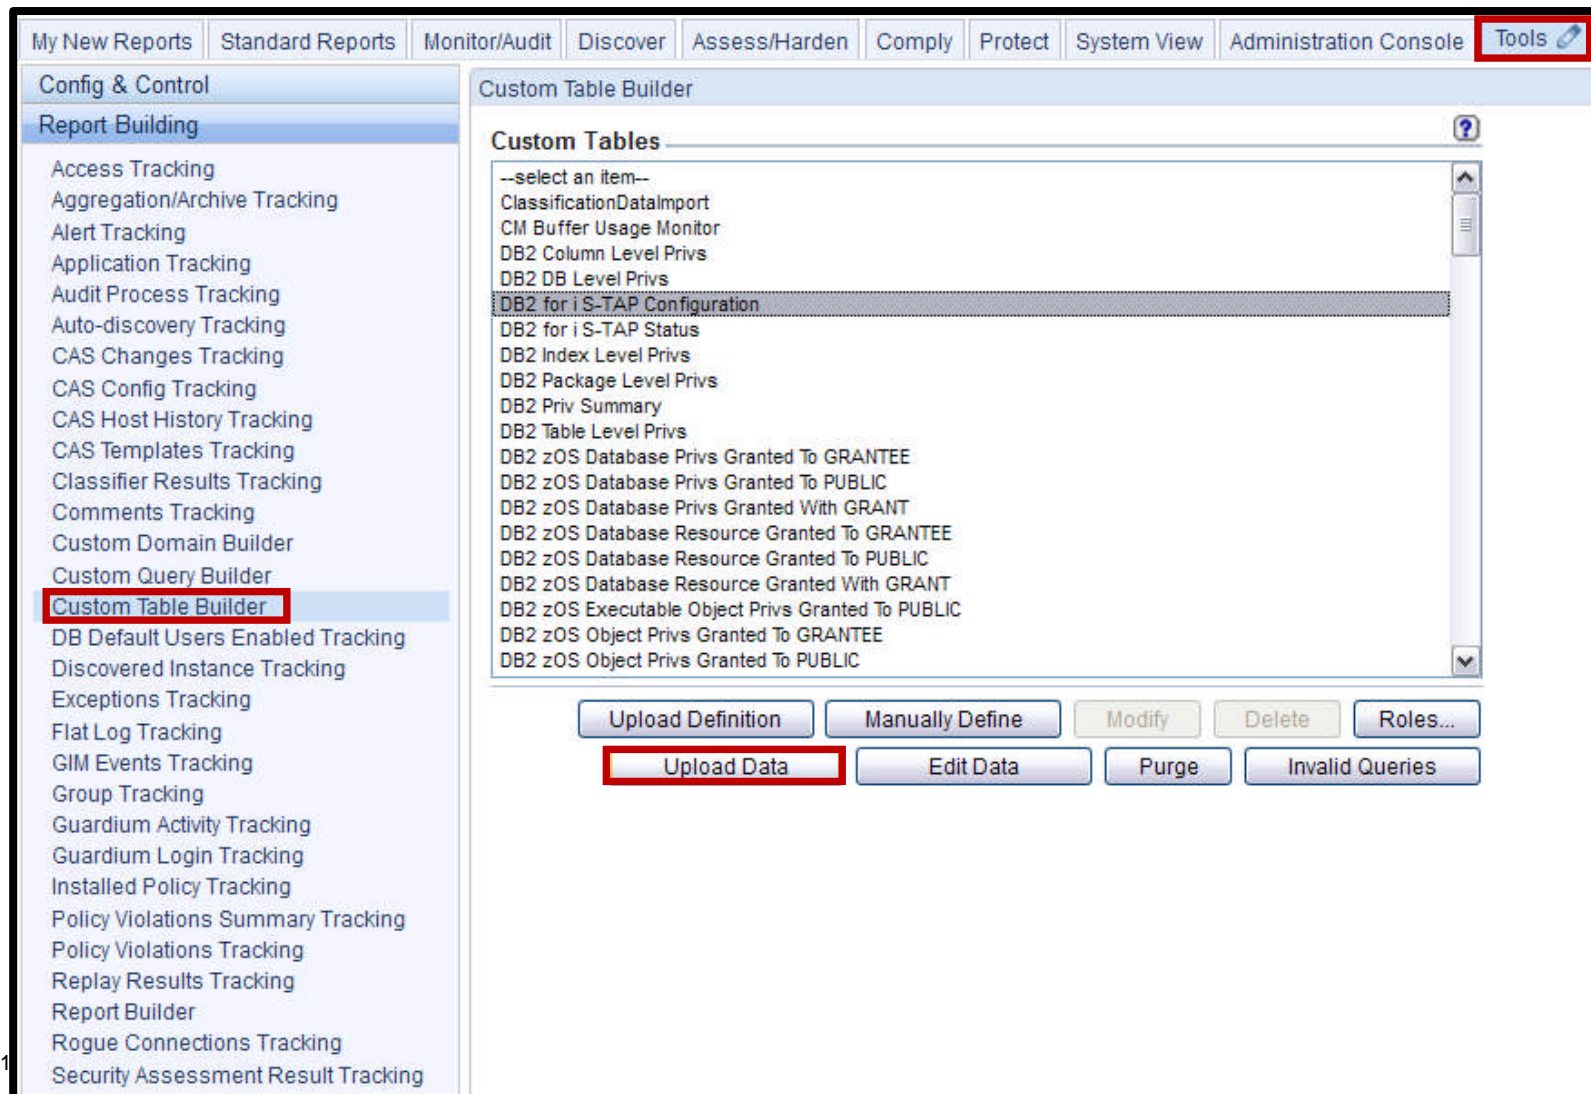 My New Reports Standard Reports Monitor/Audit Discover Assess/Harden Comply Protect System View Administration Console Tools
Config & Control
Report Building
Access Tracking
Aggregation/Archive Tracking
Alert Tracking
Application Tracking
Audit Process Tracking
Auto-discovery Tracking
CAS Changes Tracking
CAS Config Tracking
CAS Host History Tracking
CAS Templates Tracking
Classifier Results Tracking
Comments Tracking
Custom Domain Builder
Custom Query Builder
Custom Table Builder
DB Default Users Enabled Tracking
Discovered Instance Tracking
Exceptions Tracking
Flat Log Tracking
GIM Events Tracking
Group Tracking
Guardium Activity Tracking
Guardium Login Tracking
Installed Policy Tracking
Policy Violations Summary Tracking
Policy Violations Tracking
Replay Results Tracking
Report Builder
Rogue Connections Tracking
Security Assessment Result Tracking
1
Custom Table Builder
Custom Tables
?
--select an item--
ClassificationDataImport
CM Buffer Usage Monitor
DB2 Column Level Privs
DB2 DB Level Privs
DB2 for i S-TAP Configuration
DB2 for i S-TAP Status
DB2 Index Level Privs
DB2 Package Level Privs
DB2 Priv Summary
DB2 Table Level Privs
DB2 zOS Database Privs Granted To GRANTEE
DB2 zOS Database Privs Granted To PUBLIC
DB2 zOS Database Privs Granted With GRANT
DB2 zOS Database Resource Granted To GRANTEE
DB2 zOS Database Resource Granted To PUBLIC
DB2 zOS Database Resource Granted With GRANT
DB2 zOS Executable Object Privs Granted To PUBLIC
DB2 zOS Object Privs Granted To GRANTEE
DB2 zOS Object Privs Granted To PUBLIC
Upload Definition Manually Define Modify Delete Roles...
Upload Data Edit Data Purge Invalid Queries